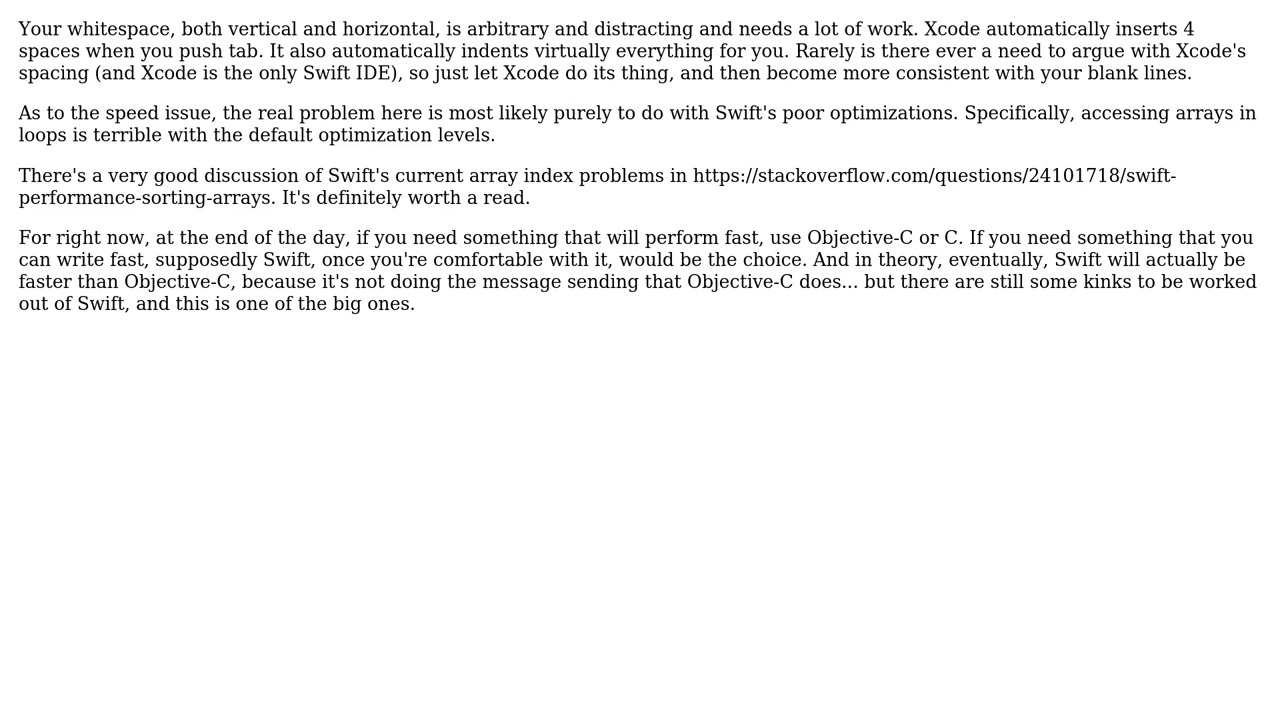 Your whitespace, both vertical and horizontal, is arbitrary and distracting and needs a lot of work. Xcode automatically inserts 4
spaces when you push tab. It also automatically indents virtually everything for you. Rarely is there ever a need to argue with Xcode's
spacing (and Xcode is the only Swift IDE), so just let Xcode do its thing, and then become more consistent with your blank lines.
As to the speed issue, the real problem here is most likely purely to do with Swift's poor optimizations. Specifically, accessing arrays in
loops is terrible with the default optimization levels.
There's a very good discussion of Swift's current array index problems in https://stackoverflow.com/questions/24101718/swift-
performance-sorting-arrays. It's definitely worth a read.
For right now, at the end of the day, if you need something that will perform fast, use Objective-C or C. If you need something that you
can write fast, supposedly Swift, once you're comfortable with it, would be the choice. And in theory, eventually, Swift will actually be
faster than Objective-C, because it's not doing the message sending that Objective-C does... but there are still some kinks to be worked
out of Swift, and this is one of the big ones.